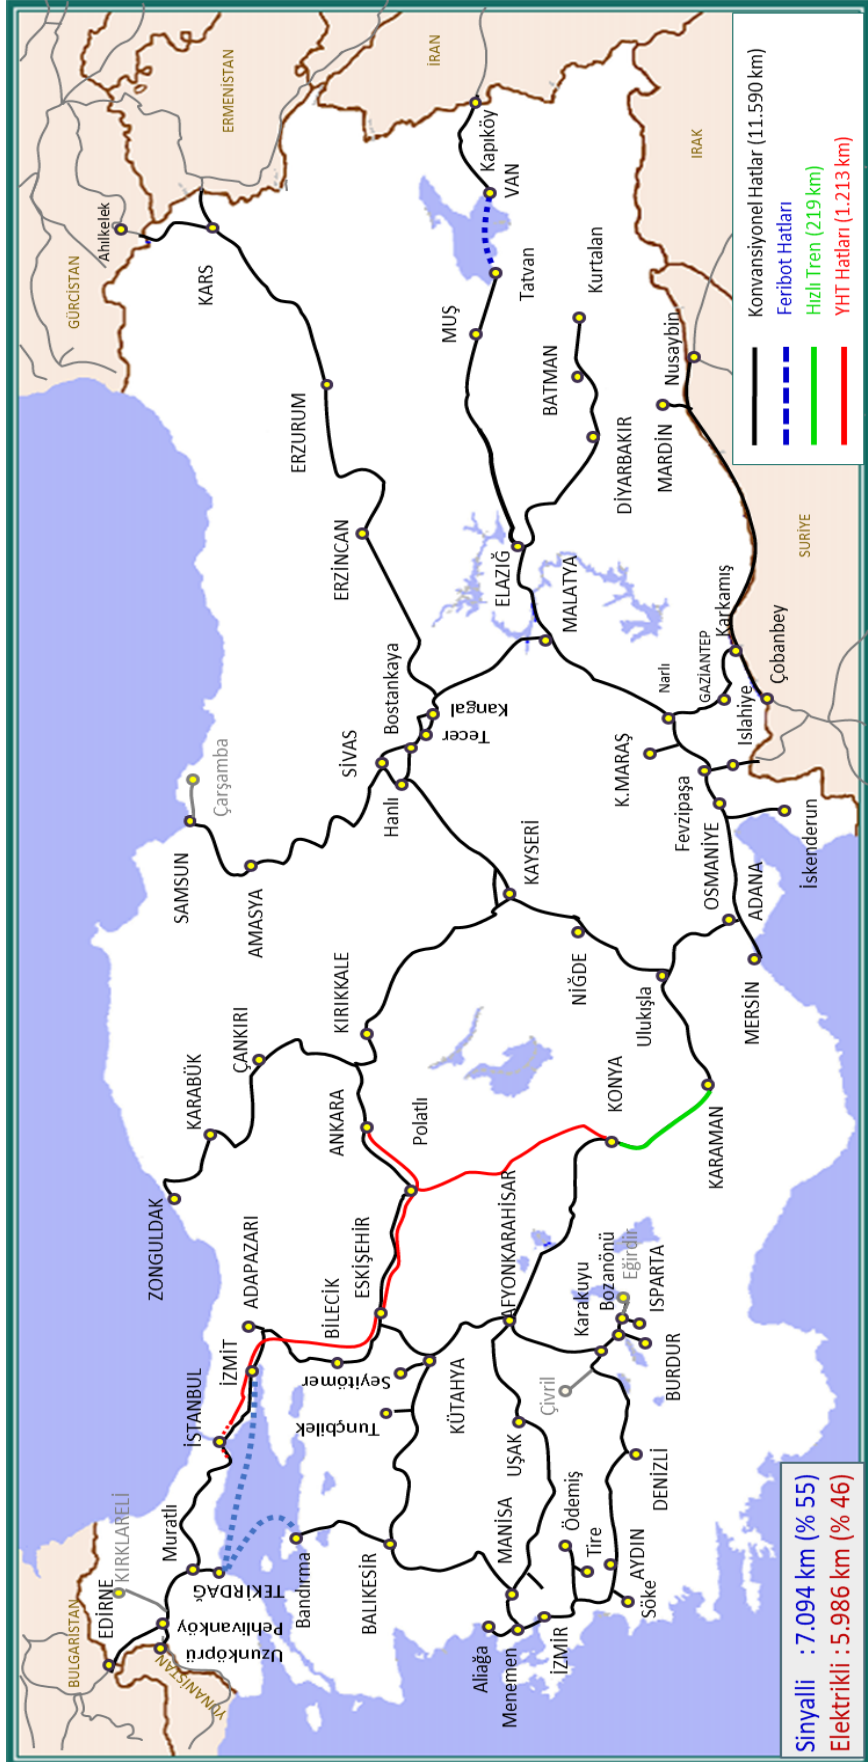 BULGARİSTAN
YUNANİSTAN
GÜRCİSTAN
ERMENİSTAN
İRAN
IRAK
SURİYE
EDİRNE
KIRKLARELİ
Uzunköprü
Pehlivanköy
TEKİRDAĞ
Muratlı
İSTANBUL
İZMİT
ADAPAZARI
BİLECİK
ESKİŞEHİR
Bandırma
BALIKESİR
Tunçbilek
Seyitömer
KÜTAHYA
AFYONKARAHİSAR
UŞAK
MANİSA
Aliağa
Menemen
İZMİR
Ödemiş
Tire
AYDIN
Söke
DENİZLİ
Çivril
Karakuyu
Bozanönü
Eğirdir
ISPARTA
BURDUR
ZONGULDAK
KARABÜK
ÇANKIRI
ANKARA
Polatlı
KIRIKKALE
KONYA
KARAMAN
Ulukışla
NİĞDE
KAYSERİ
MERSİN
ADANA
OSMANİYE
İskenderun
Fevzipaşa
Islahiye
K.MARAŞ
Narlı
GAZİANTEP
Karkamış
Çobanbey
SAMSUN
Çarşamba
AMASYA
SİVAS
Hanlı
Bostankaya
Tecer
Kangal
MALATYA
ELAZIĞ
ERZİNCAN
ERZURUM
KARS
Ahılkelek
DİYARBAKIR
BATMAN
Kurtalan
MARDİN
Nusaybin
MUŞ
Tatvan
VAN
Kapıköy
Konvansiyonel Hatlar (11.590 km)
Feribot Hatları
Hızlı Tren (219 km)
YHT Hatları (1.213 km)
Sinyalli : 7.094 km (% 55)
Elektrikli : 5.986 km (% 46)